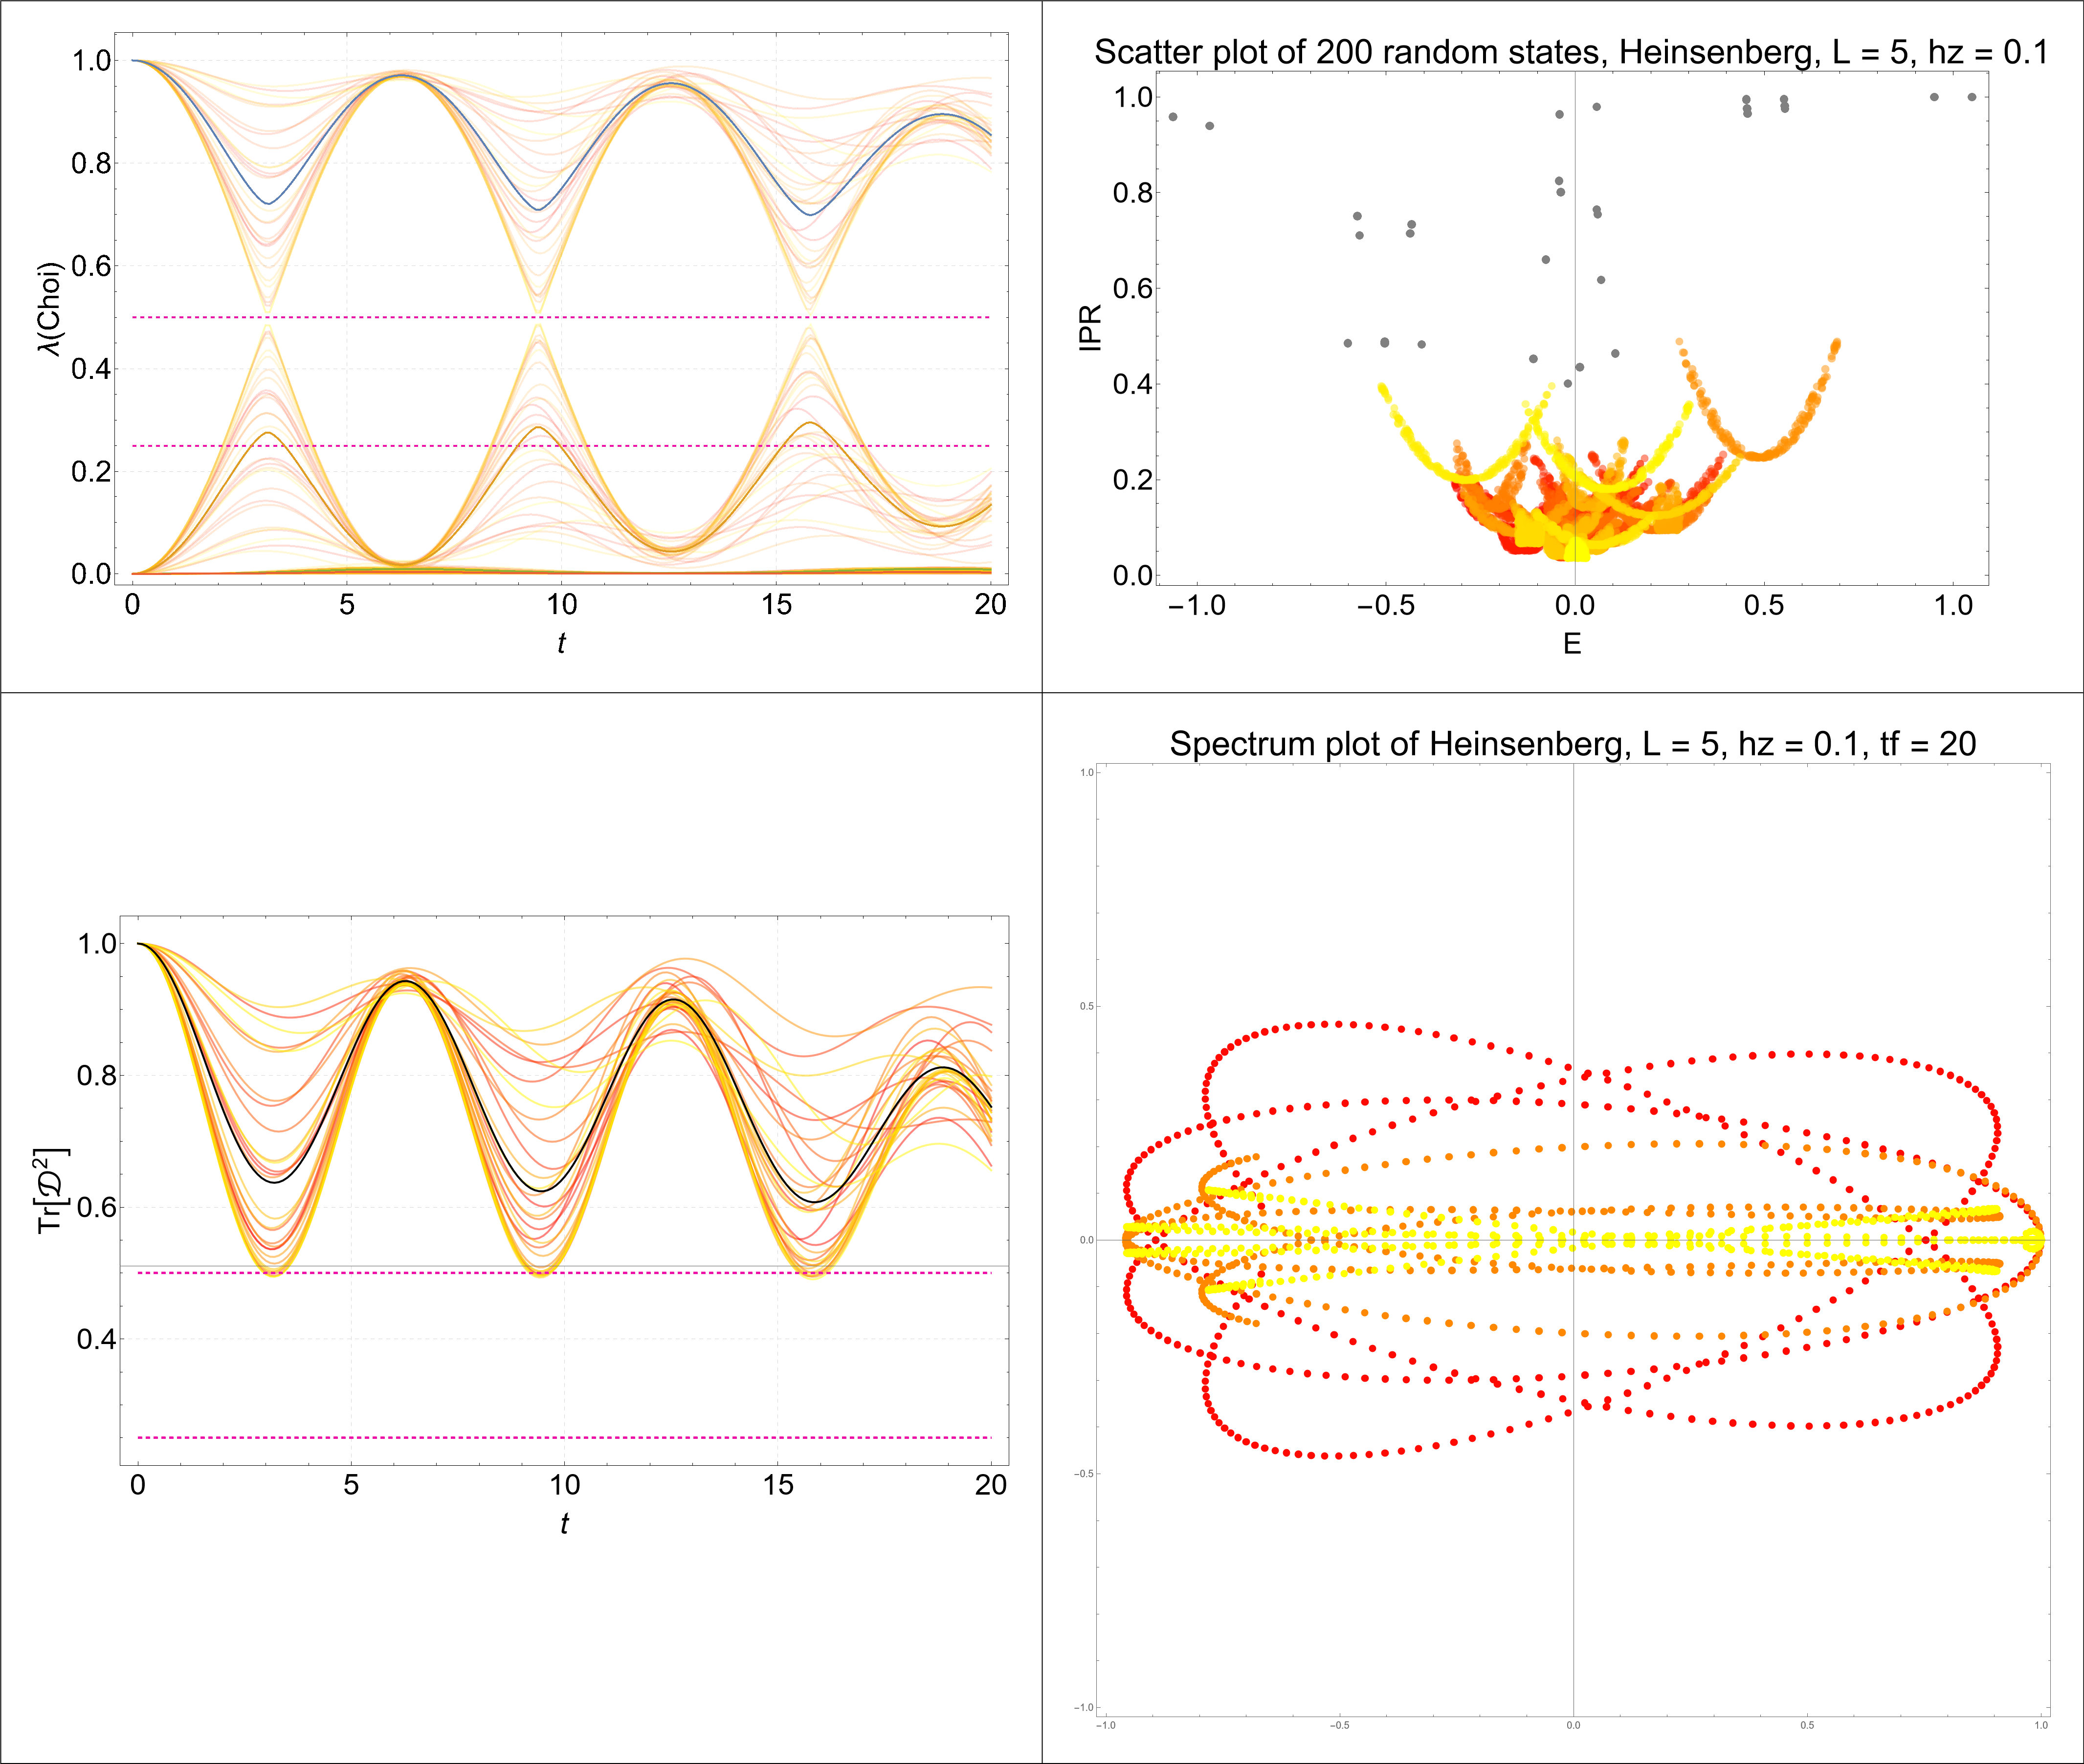 1.0
0.8
0.6
0.4
0.2
0.0
λ(Choi)
0 5 10 15 20
t
Scatter plot of 200 random states, Heinsenberg, L = 5, hz = 0.1
1.0
0.8
0.6
0.4
0.2
0.0
IPR
−1.0 −0.5 0.0 0.5 1.0
E
1.0
0.8
0.6
0.4
Tr[𝒟²]
0 5 10 15 20
t
Spectrum plot of Heinsenberg, L = 5, hz = 0.1, tf = 20
1.0
0.5
0.0
−0.5
−1.0
−1.0 −0.5 0.0 0.5 1.0